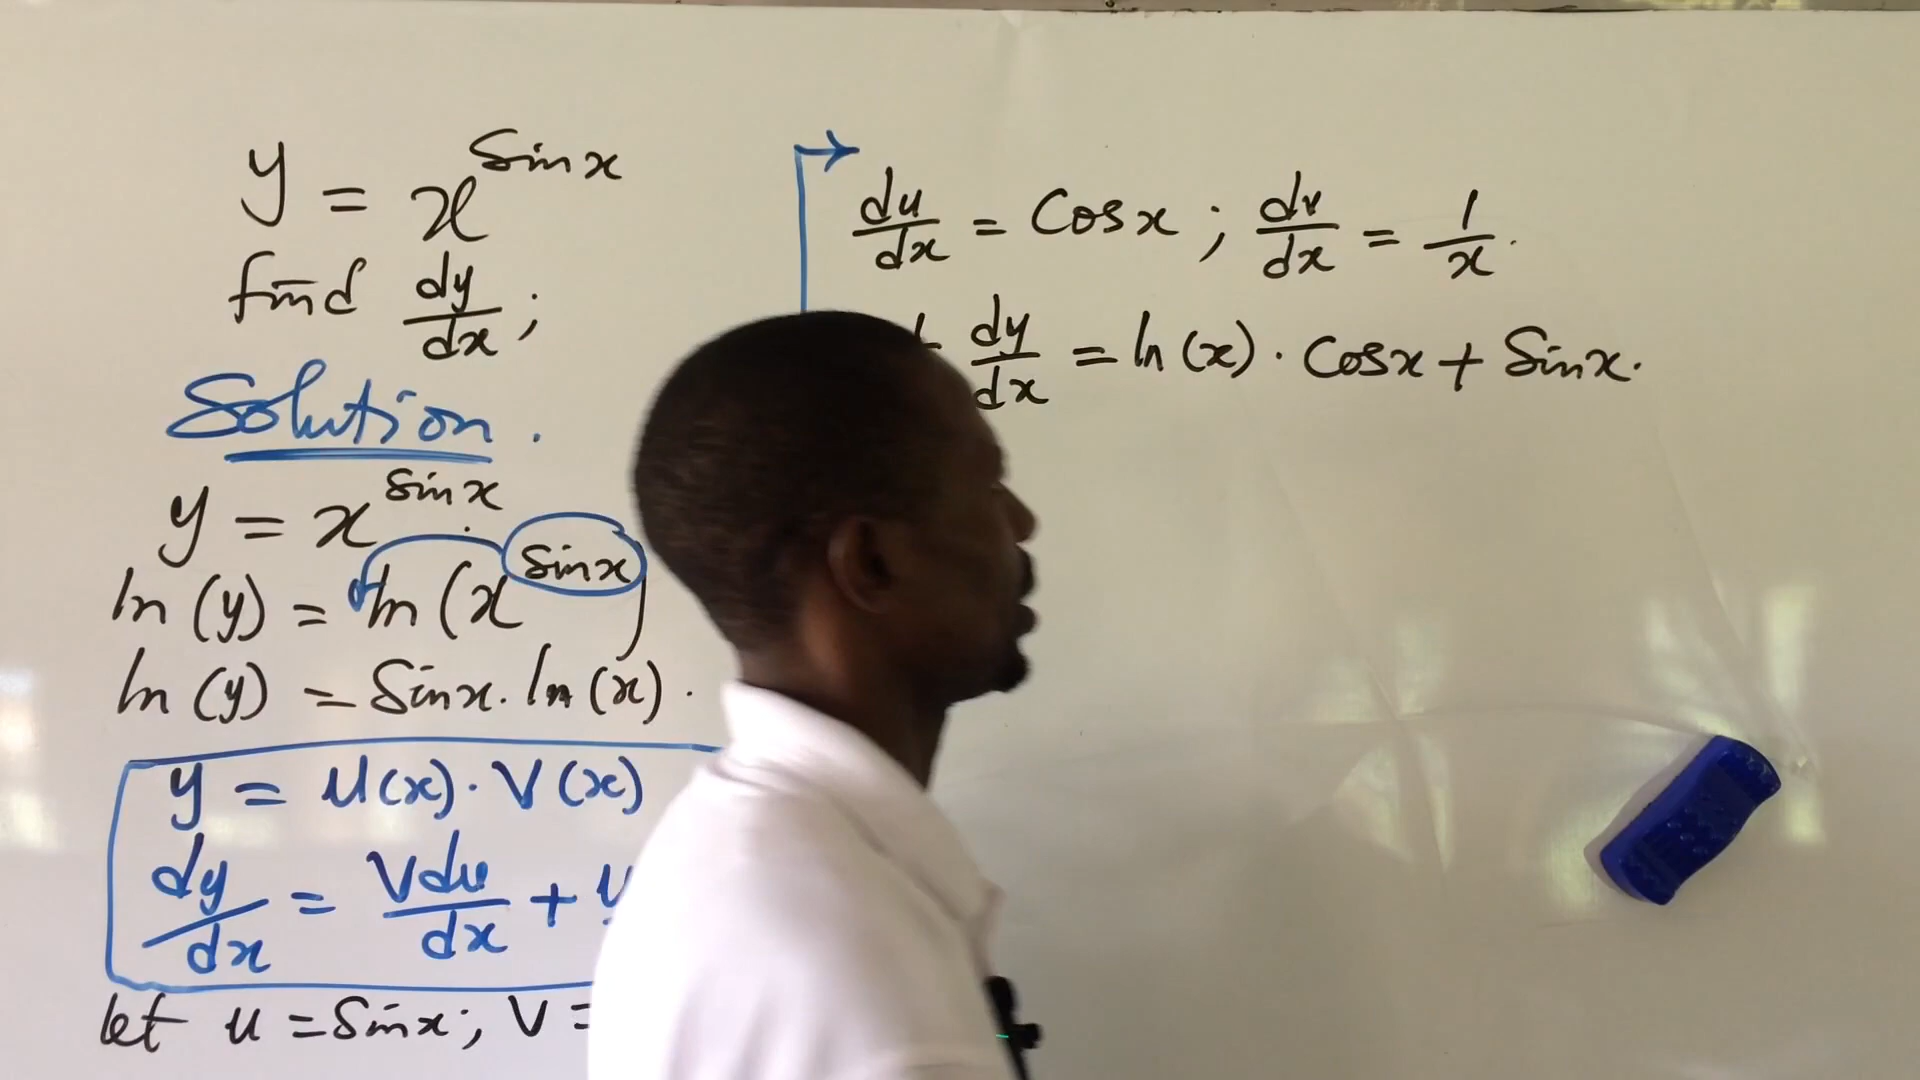 y = x^sinx
find dy/dx ;
Solution .
y = x^sinx
ln (y) = ln (x^sinx)
ln (y) = Sinx. ln (x) .
y = u(x). v(x)
dy/dx = Vdu/dx +
let u = Sinx ; V =
du/dx = Cosx ; dv/dx = 1/x .
dy/dx = ln (x) . Cosx + Sinx.